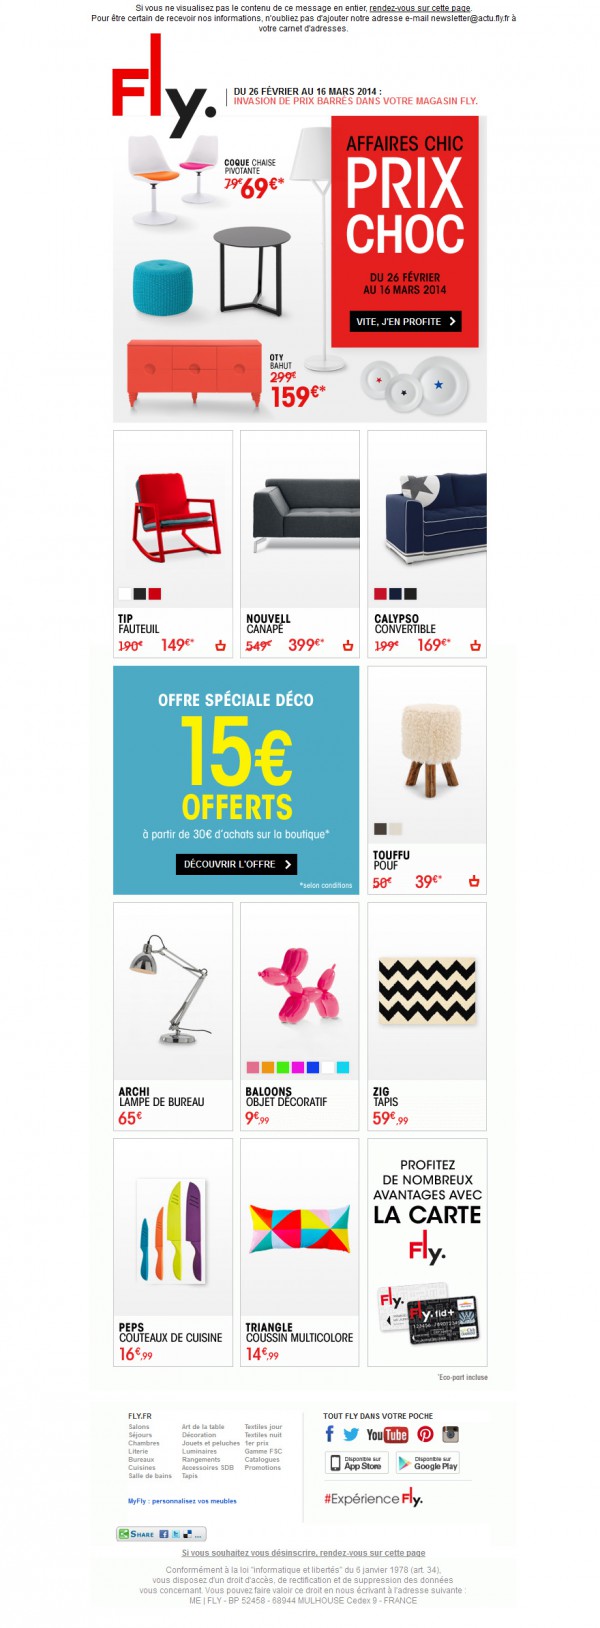 Si vous ne visualisez pas le contenu de ce message en entier, rendez-vous sur cette page.
Pour être certain de recevoir nos informations, n'oubliez pas d'ajouter notre adresse e-mail newsletter@actu.fly.fr à
votre carnet d'adresses.
Fly.
DU 26 FÉVRIER AU 16 MARS 2014 :
INVASION DE PRIX BARRÉS DANS VOTRE MAGASIN FLY.
COQUE CHAISE
PIVOTANTE
79€ 69€*
AFFAIRES CHIC
PRIX
CHOC
DU 26 FÉVRIER
AU 16 MARS 2014
VITE, J'EN PROFITE
OTY
BAHUT
299€
159€*
TIP
FAUTEUIL
190€ 149€*
NOUVELL
CANAPÉ
549€ 399€*
CALYPSO
CONVERTIBLE
199€ 169€*
OFFRE SPÉCIALE DÉCO
15€
OFFERTS
à partir de 30€ d'achats sur la boutique*
DÉCOUVRIR L'OFFRE
*selon conditions
TOUFFU
POUF
50€ 39€*
ARCHI
LAMPE DE BUREAU
65€
BALOONS
OBJET DÉCORATIF
9€,99
ZIG
TAPIS
59€,99
PEPS
COUTEAUX DE CUISINE
16€,99
TRIANGLE
COUSSIN MULTICOLORE
14€,99
PROFITEZ
DE NOMBREUX
AVANTAGES AVEC
LA CARTE
Fly.
Fly.
Fly. fid+
*Eco-part incluse
FLY.FR
Salons Art de la table Textiles jour
Séjours Décoration Textiles nuit
Chambres Jouets et peluches 1er prix
Literie Luminaires Gamme FSC
Bureaux Rangements Catalogues
Cuisines Accessoires SDB Promotions
Salle de bains Tapis
MyFly : personnalisez vos meubles
TOUT FLY DANS VOTRE POCHE
YouTube
Disponible sur
App Store
Disponible sur
Google Play
#Expérience Fly.
SHARE
Si vous souhaitez vous désinscrire, rendez-vous sur cette page
Conformément à la loi "informatique et libertés" du 6 janvier 1978 (art. 34),
vous disposez d'un droit d'accès, de rectification et de suppression des données
vous concernant. Vous pouvez faire valoir ce droit en nous écrivant à l'adresse suivante :
ME | FLY - BP 52458 - 68944 MULHOUSE Cedex 9 - FRANCE